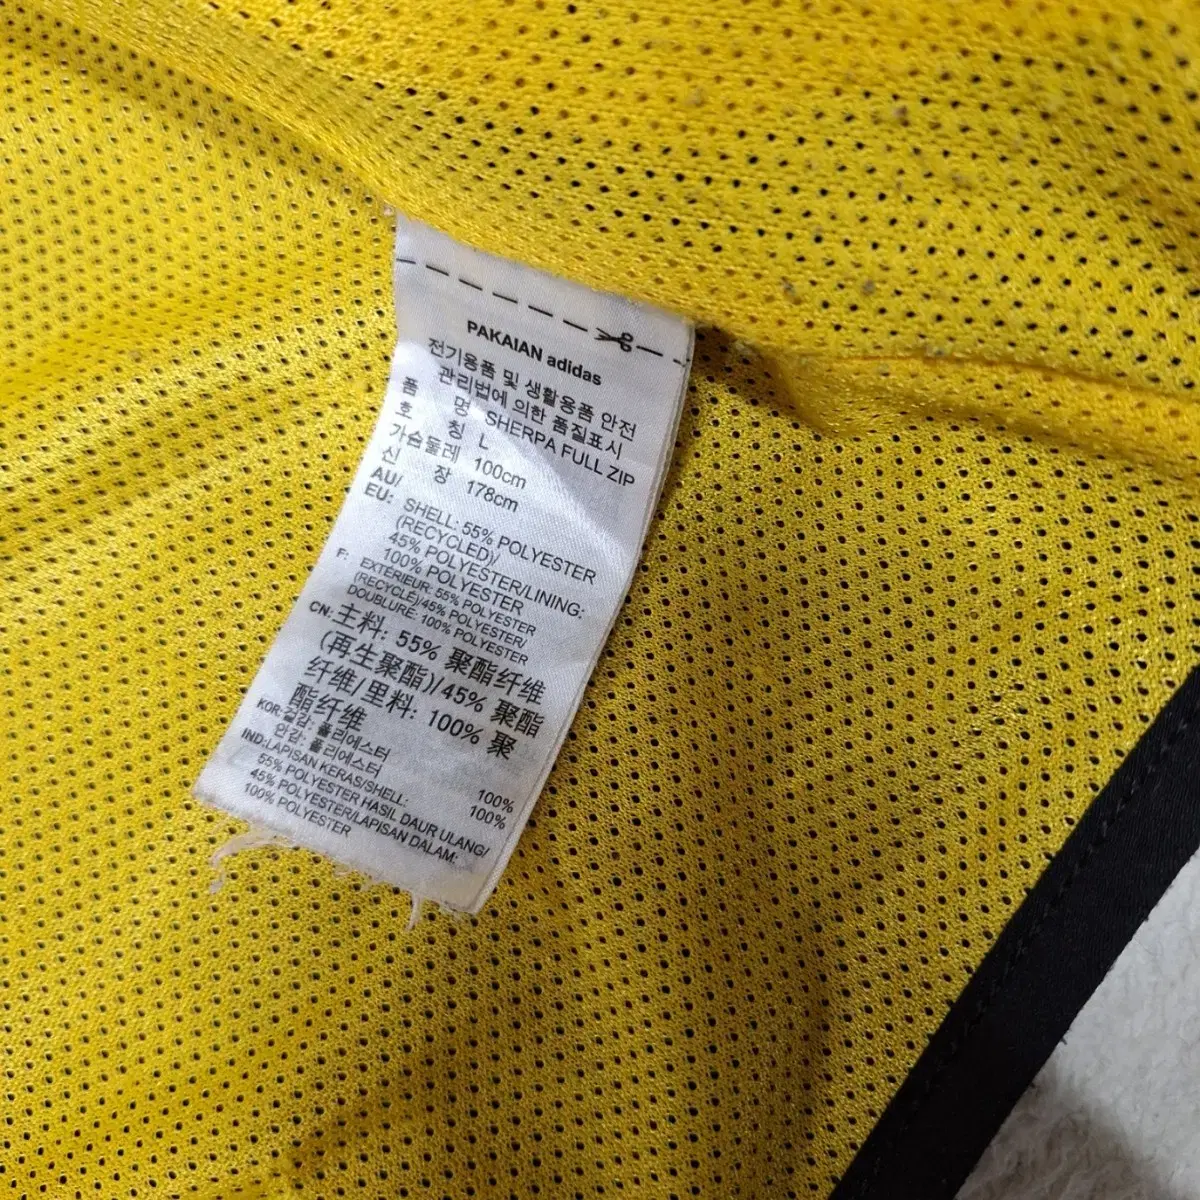 PAKAIAN adidas
전기용품 및 생활용품 안전
관리법에 의한 품질표시
품 명 SHERPA FULL ZIP
호 칭 L
가슴둘레 100cm
신 장 178cm
AU/
EU: SHELL: 55% POLYESTER
(RECYCLED)/
45% POLYESTER/LINING:
100% POLYESTER
F: EXTÉRIEUR: 55% POLYESTER
(RECYCLÉ)/45% POLYESTER/
DOUBLURE: 100% POLYESTER
CN: 主料: 55% 聚酯纤维
(再生聚酯)/45% 聚酯
纤维/里料: 100% 聚
酯纤维
KOR: 겉감: 폴리에스터 100%
안감: 폴리에스터 100%
IND:LAPISAN KERAS/SHELL:
55% POLYESTER HASIL DAUR ULANG/
45% POLYESTER/LAPISAN DALAM:
100% POLYESTER